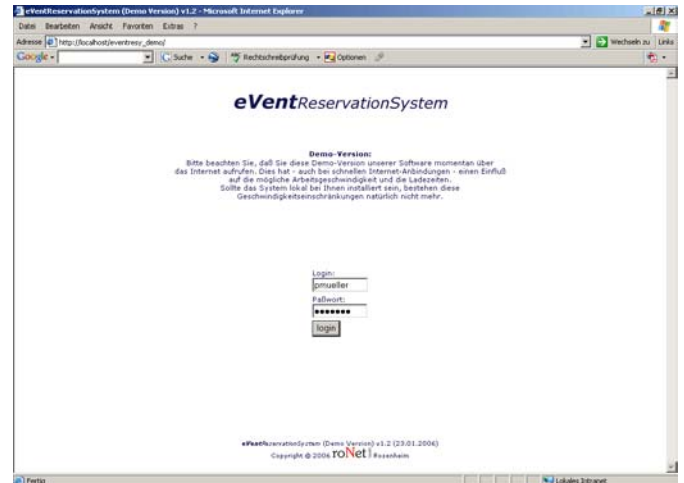 eVentReservationSystem (Demo Version) v1.2 - Microsoft Internet Explorer
Datei Bearbeiten Ansicht Favoriten Extras ?
Adresse http://localhost/eventresy_demo/ Wechseln zu Links
Google - Suche Rechtschreibprüfung Optionen
eVentReservationSystem
Demo-Version:
Bitte beachten Sie, daß Sie diese Demo-Version unserer Software momentan über
das Internet aufrufen. Dies hat - auch bei schnellen Internet-Anbindungen - einen Einfluß
auf die mögliche Arbeitsgeschwindigkeit und die Ladezeiten.
Sollte das System lokal bei Ihnen installiert sein, bestehen diese
Geschwindigkeitseinschränkungen natürlich nicht mehr.
Login:
pmueller
Paßwort:
•••••••
login
eVentReservationSystem (Demo Version) v1.2 (23.01.2006)
Copyright © 2006 roNet Rosenheim
Fertig Lokales Intranet